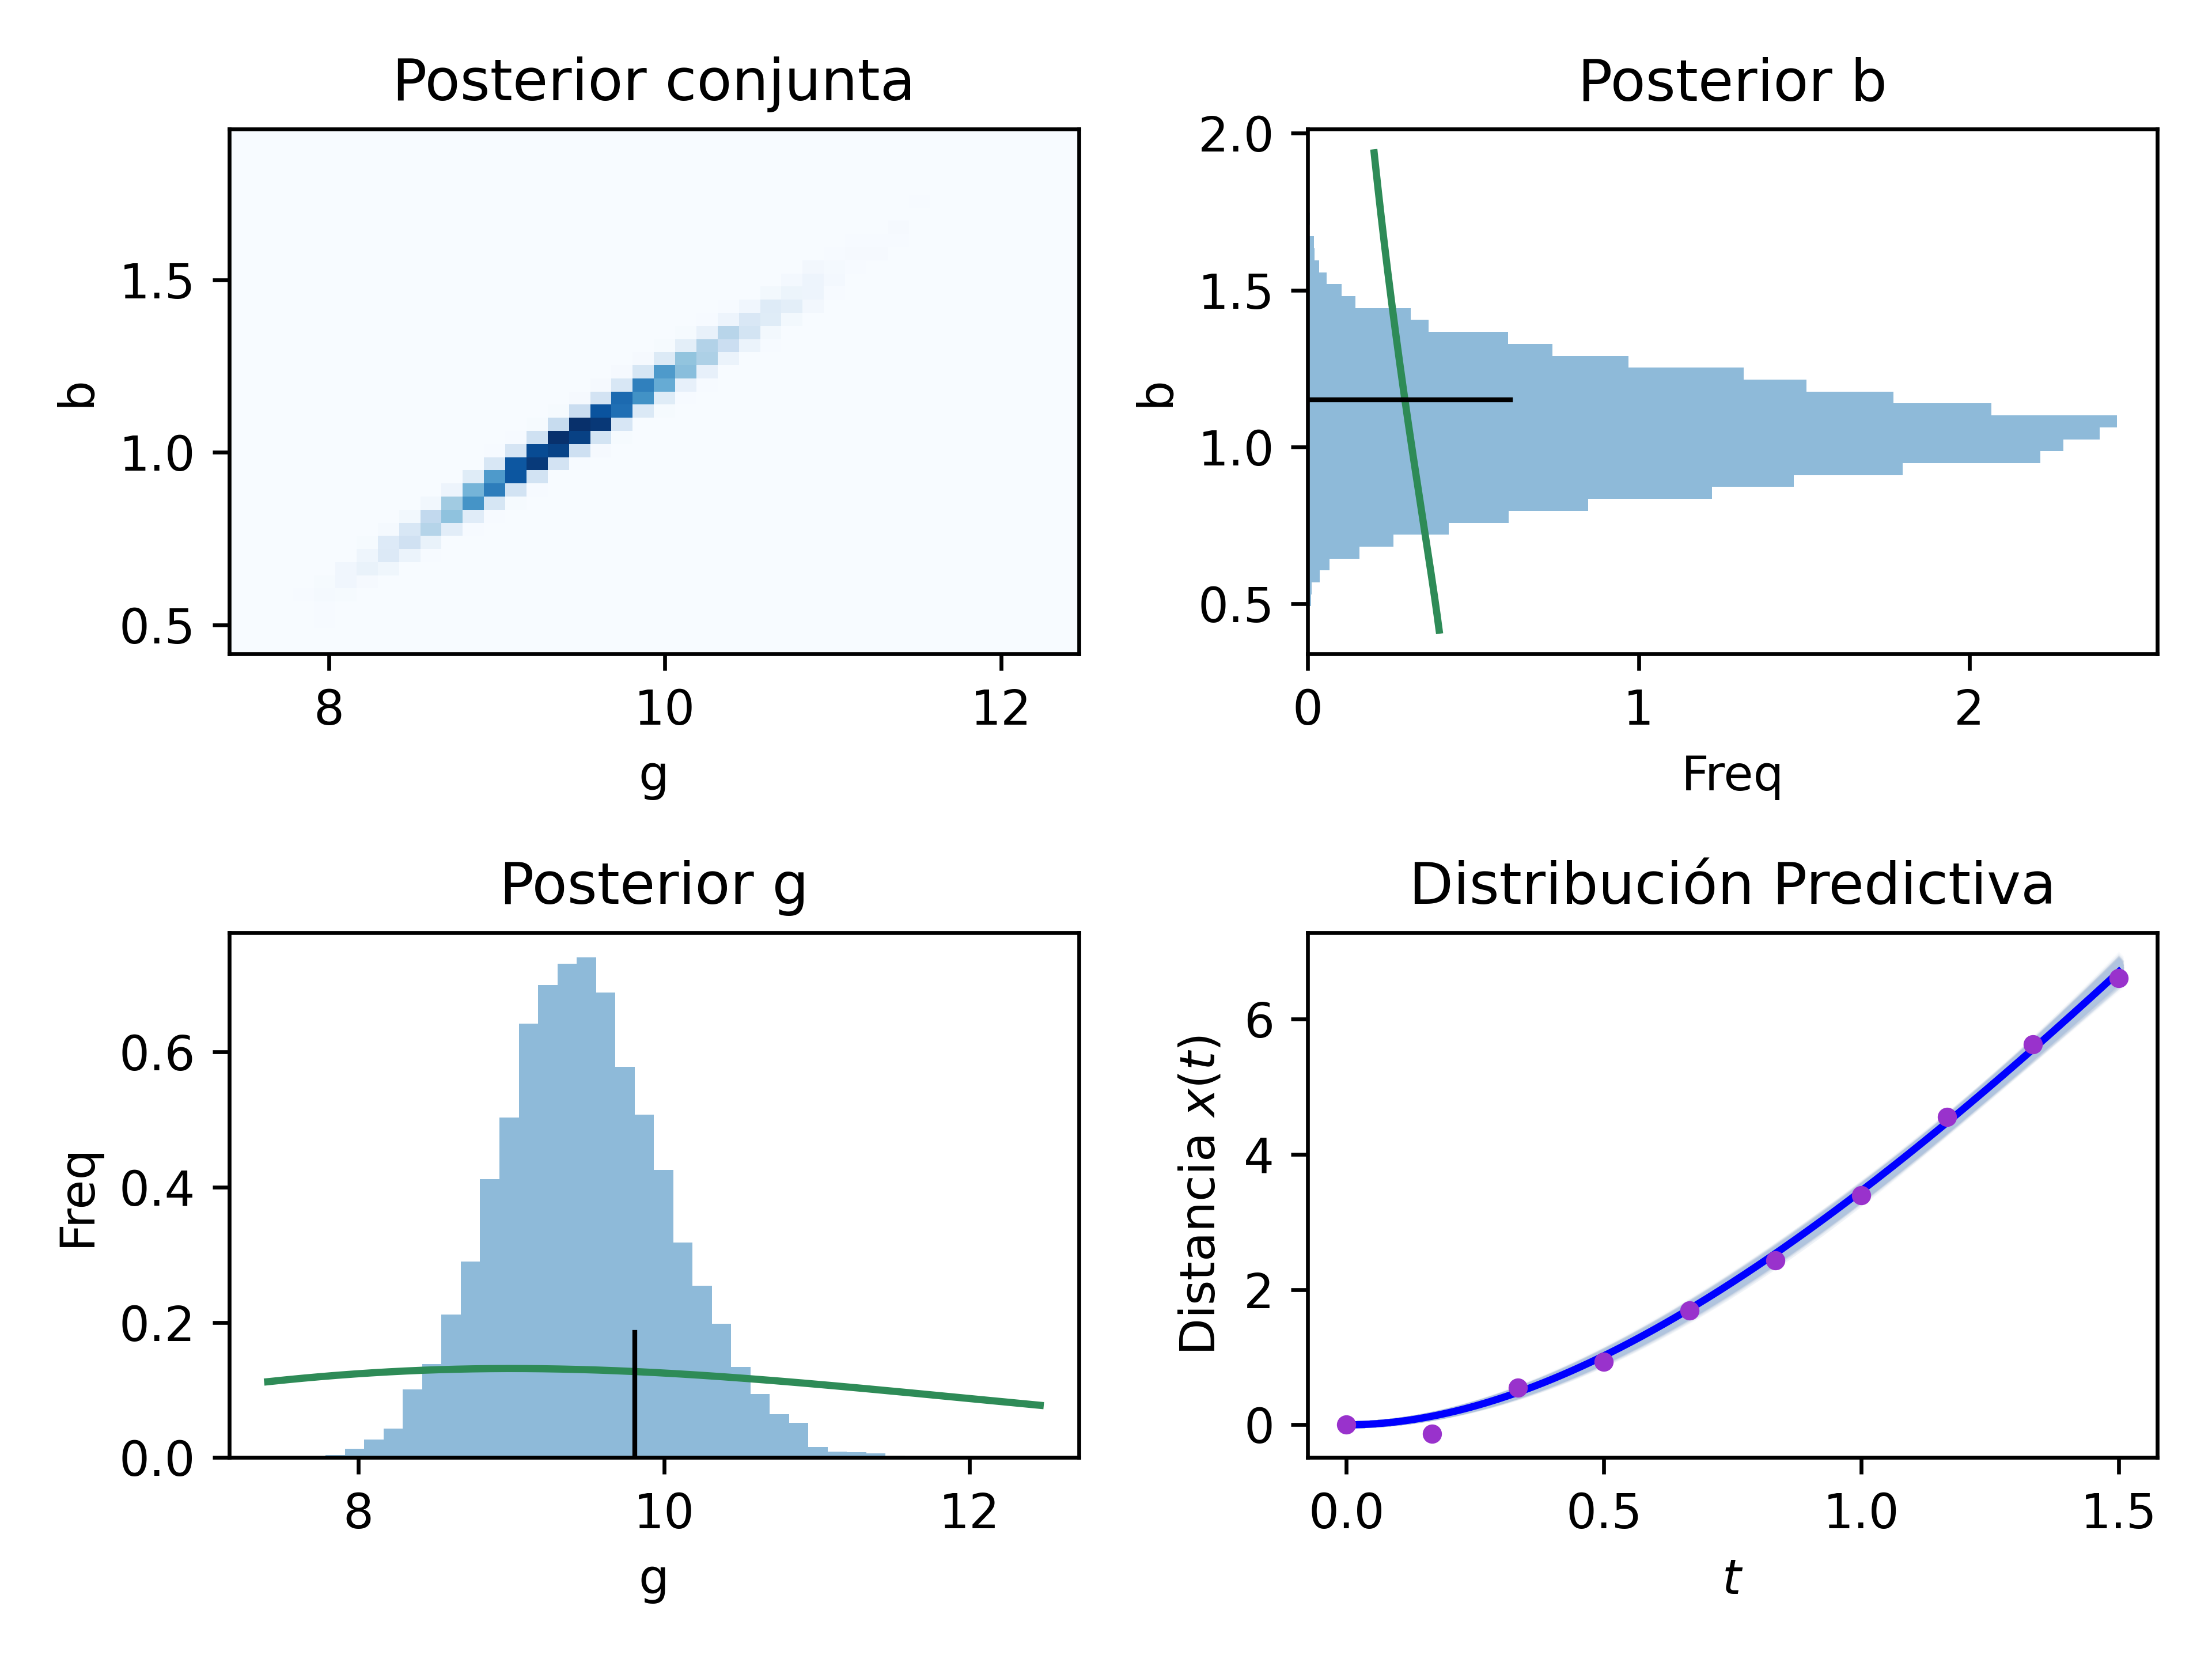 Posterior conjunta
b
1.5
1.0
0.5
8 10 12
g
Posterior b
b
2.0
1.5
1.0
0.5
0 1 2
Freq
Posterior g
Freq
0.6
0.4
0.2
0.0
8 10 12
g
Distribución Predictiva
Distancia x(t)
6
4
2
0
0.0 0.5 1.0 1.5
t